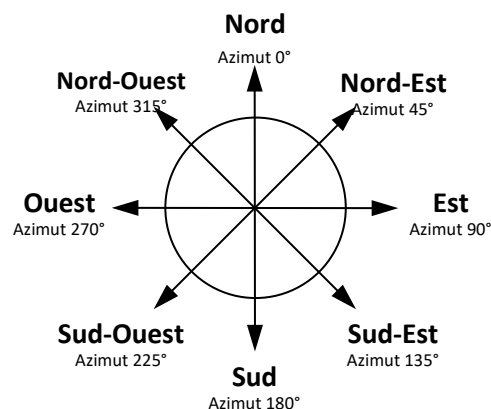 Nord
Azimut 0°
Nord-Ouest
Azimut 315°
Nord-Est
Azimut 45°
Ouest
Azimut 270°
Est
Azimut 90°
Sud-Ouest
Azimut 225°
Sud-Est
Azimut 135°
Sud
Azimut 180°